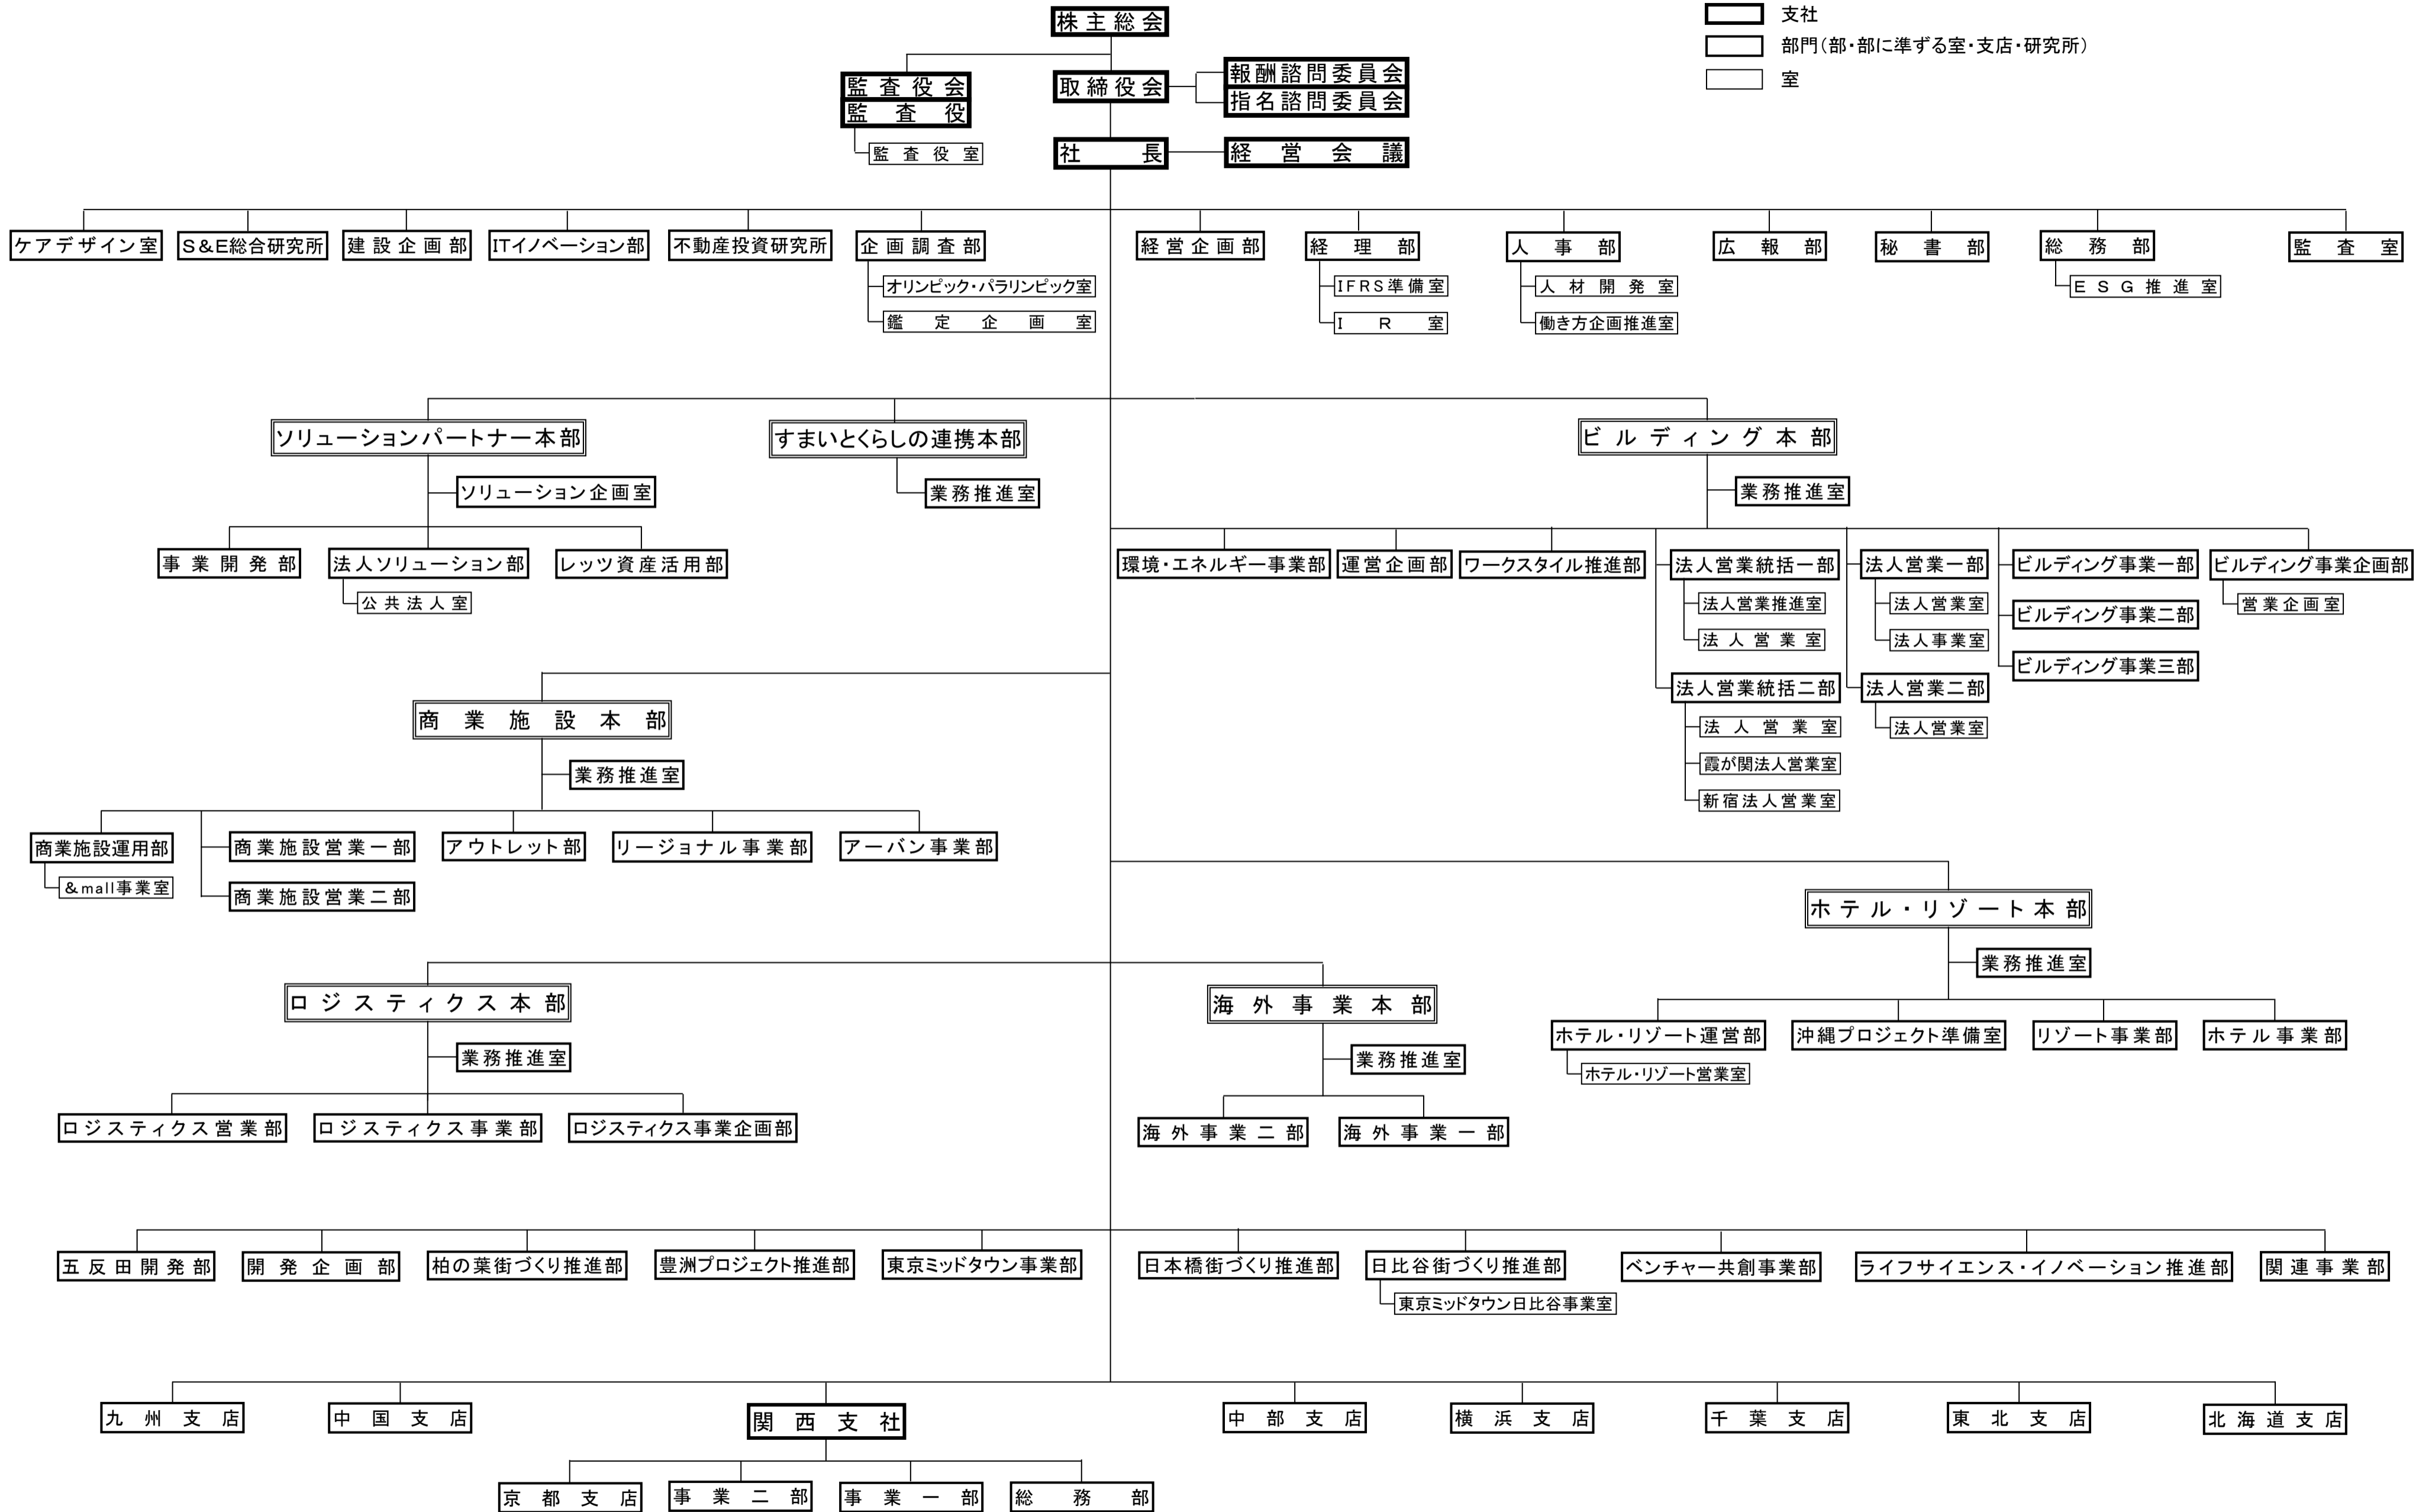 株主総会
支社
部門(部・部に準ずる室・支店・研究所)
室
監査役会
監査役
監査役室
取締役会
報酬諮問委員会
指名諮問委員会
社長
経営会議
ケアデザイン室
S&E総合研究所
建設企画部
ITイノベーション部
不動産投資研究所
企画調査部
オリンピック・パラリンピック室
鑑定企画室
経営企画部
経理部
IFRS準備室
IR室
人事部
人材開発室
働き方企画推進室
広報部
秘書部
総務部
ESG推進室
監査室
ソリューションパートナー本部
ソリューション企画室
事業開発部
法人ソリューション部
公共法人室
レッツ資産活用部
すまいとくらしの連携本部
業務推進室
ビルディング本部
業務推進室
環境・エネルギー事業部
運営企画部
ワークスタイル推進部
法人営業統括一部
法人営業推進室
法人営業室
法人営業統括二部
法人営業室
霞が関法人営業室
新宿法人営業室
法人営業一部
法人営業室
法人事業室
法人営業二部
法人営業室
ビルディング事業一部
ビルディング事業二部
ビルディング事業三部
ビルディング事業企画部
営業企画室
商業施設本部
業務推進室
商業施設運用部
&mall事業室
商業施設営業一部
商業施設営業二部
アウトレット部
リージョナル事業部
アーバン事業部
ホテル・リゾート本部
業務推進室
ホテル・リゾート運営部
ホテル・リゾート営業室
沖縄プロジェクト準備室
リゾート事業部
ホテル事業部
ロジスティクス本部
業務推進室
ロジスティクス営業部
ロジスティクス事業部
ロジスティクス事業企画部
海外事業本部
業務推進室
海外事業二部
海外事業一部
五反田開発部
開発企画部
柏の葉街づくり推進部
豊洲プロジェクト推進部
東京ミッドタウン事業部
日本橋街づくり推進部
日比谷街づくり推進部
東京ミッドタウン日比谷事業室
ベンチャー共創事業部
ライフサイエンス・イノベーション推進部
関連事業部
九州支店
中国支店
関西支社
京都支店
事業二部
事業一部
総務部
中部支店
横浜支店
千葉支店
東北支店
北海道支店